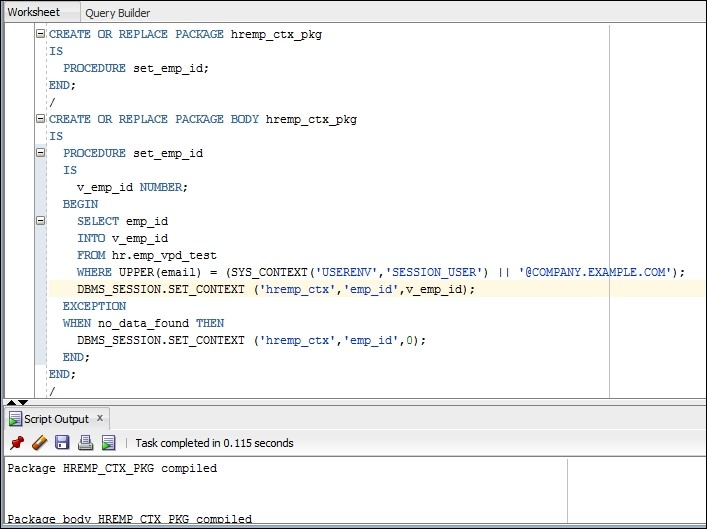 Worksheet Query Builder
CREATE OR REPLACE PACKAGE hremp_ctx_pkg
IS
PROCEDURE set_emp_id;
END;
/
CREATE OR REPLACE PACKAGE BODY hremp_ctx_pkg
IS
PROCEDURE set_emp_id
IS
v_emp_id NUMBER;
BEGIN
SELECT emp_id
INTO v_emp_id
FROM hr.emp_vpd_test
WHERE UPPER(email) = (SYS_CONTEXT('USERENV','SESSION_USER') || '@COMPANY.EXAMPLE.COM');
DBMS_SESSION.SET_CONTEXT ('hremp_ctx','emp_id',v_emp_id);
EXCEPTION
WHEN no_data_found THEN
DBMS_SESSION.SET_CONTEXT ('hremp_ctx','emp_id',0);
END;
END;
/
Script Output x
Task completed in 0.115 seconds
Package HREMP_CTX_PKG compiled
Package body HREMP_CTX_PKG compiled